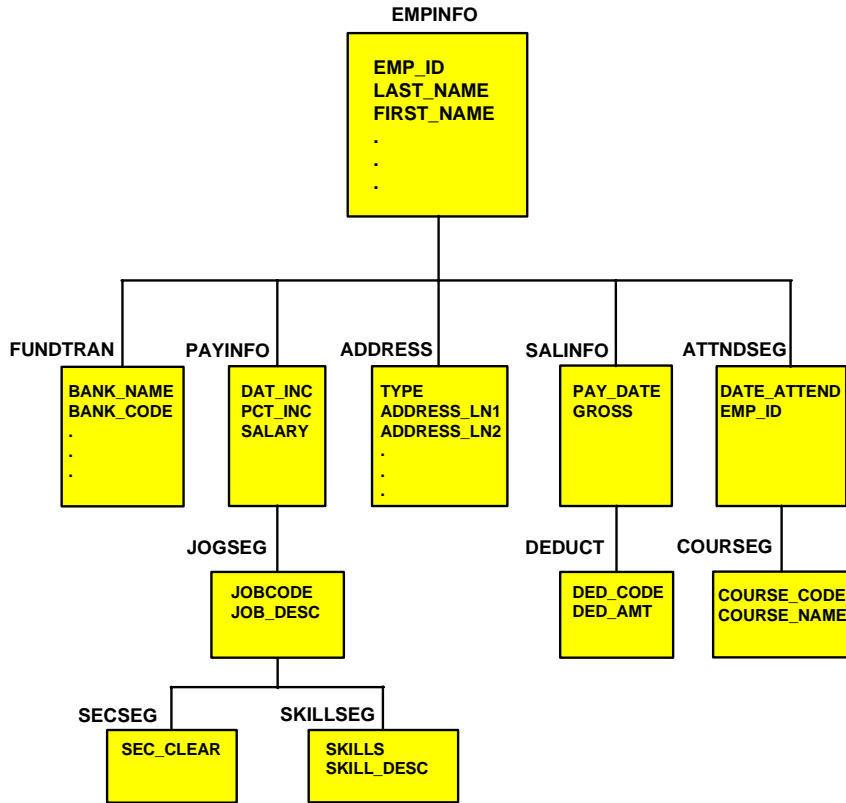 EMPINFO
EMP_ID
LAST_NAME
FIRST_NAME
.
.
.
FUNDTRAN
BANK_NAME
BANK_CODE
.
.
.
PAYINFO
DAT_INC
PCT_INC
SALARY
ADDRESS
TYPE
ADDRESS_LN1
ADDRESS_LN2
.
.
.
SALINFO
PAY_DATE
GROSS
ATTNDSEG
DATE_ATTEND
EMP_ID
JOGSEG
JOBCODE
JOB_DESC
DEDUCT
DED_CODE
DED_AMT
COURSEG
COURSE_CODE
COURSE_NAME
SECSEG
SEC_CLEAR
SKILLSEG
SKILLS
SKILL_DESC